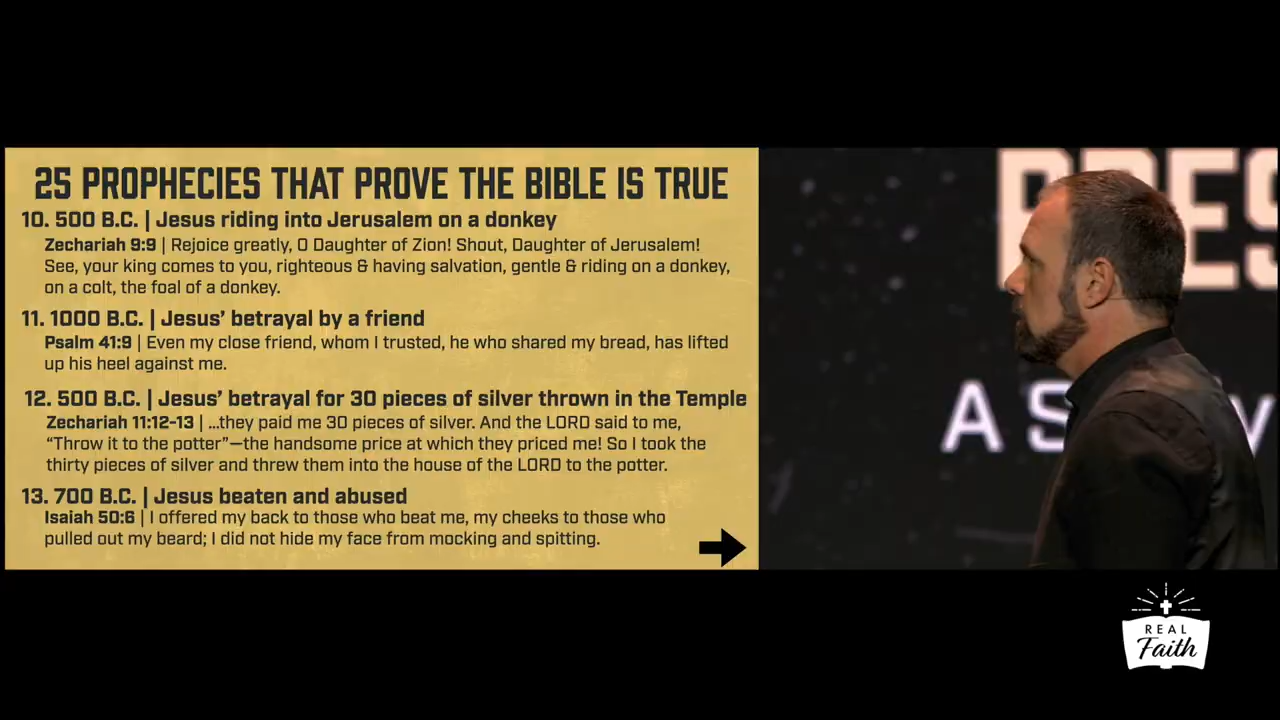 25 PROPHECIES THAT PROVE THE BIBLE IS TRUE
10. 500 B.C. | Jesus riding into Jerusalem on a donkey
Zechariah 9:9 | Rejoice greatly, O Daughter of Zion! Shout, Daughter of Jerusalem!
See, your king comes to you, righteous & having salvation, gentle & riding on a donkey,
on a colt, the foal of a donkey.
11. 1000 B.C. | Jesus’ betrayal by a friend
Psalm 41:9 | Even my close friend, whom I trusted, he who shared my bread, has lifted
up his heel against me.
12. 500 B.C. | Jesus’ betrayal for 30 pieces of silver thrown in the Temple
Zechariah 11:12-13 | ...they paid me 30 pieces of silver. And the LORD said to me,
“Throw it to the potter”—the handsome price at which they priced me! So I took the
thirty pieces of silver and threw them into the house of the LORD to the potter.
13. 700 B.C. | Jesus beaten and abused
Isaiah 50:6 | I offered my back to those who beat me, my cheeks to those who
pulled out my beard; I did not hide my face from mocking and spitting.
A S
REAL
Faith